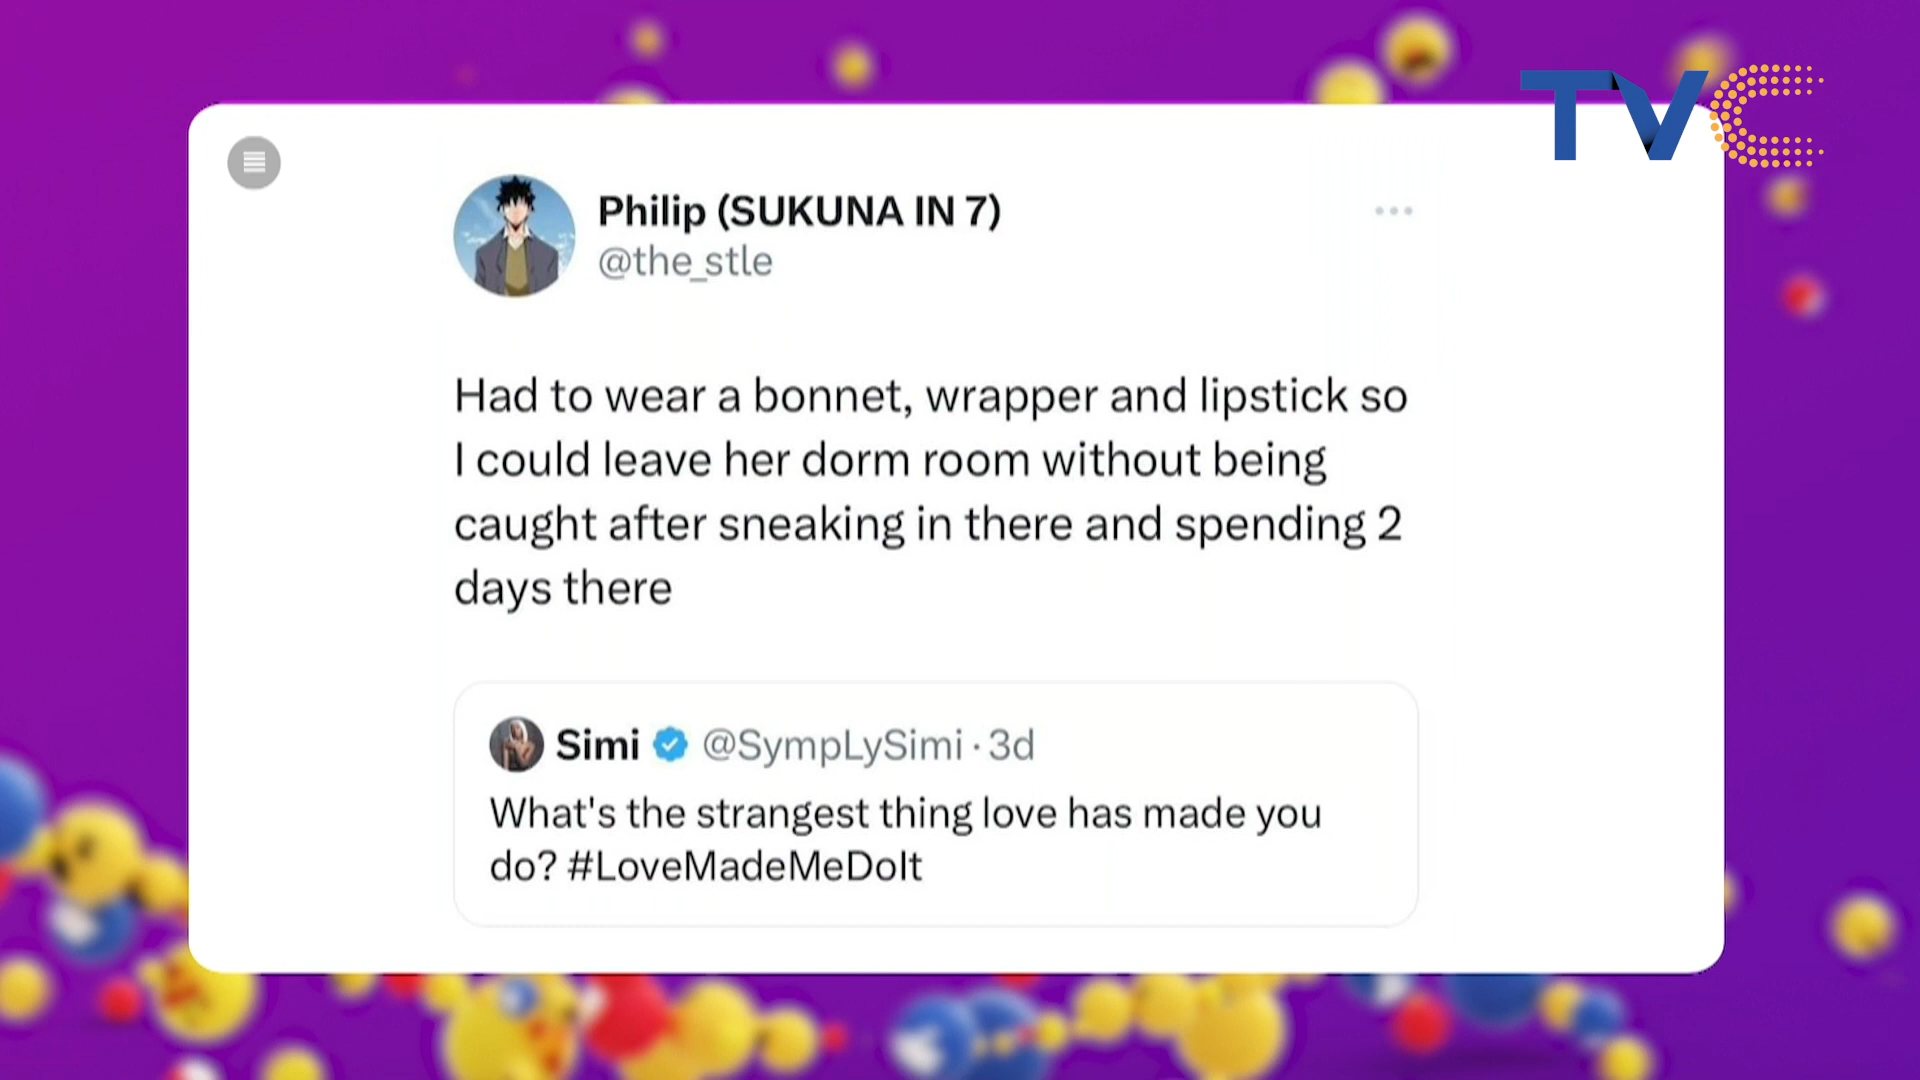 TVC
Philip (SUKUNA IN 7)
@the_stle
Had to wear a bonnet, wrapper and lipstick so
I could leave her dorm room without being
caught after sneaking in there and spending 2
days there
Simi @SympLySimi · 3d
What's the strangest thing love has made you
do? #LoveMadeMeDoIt